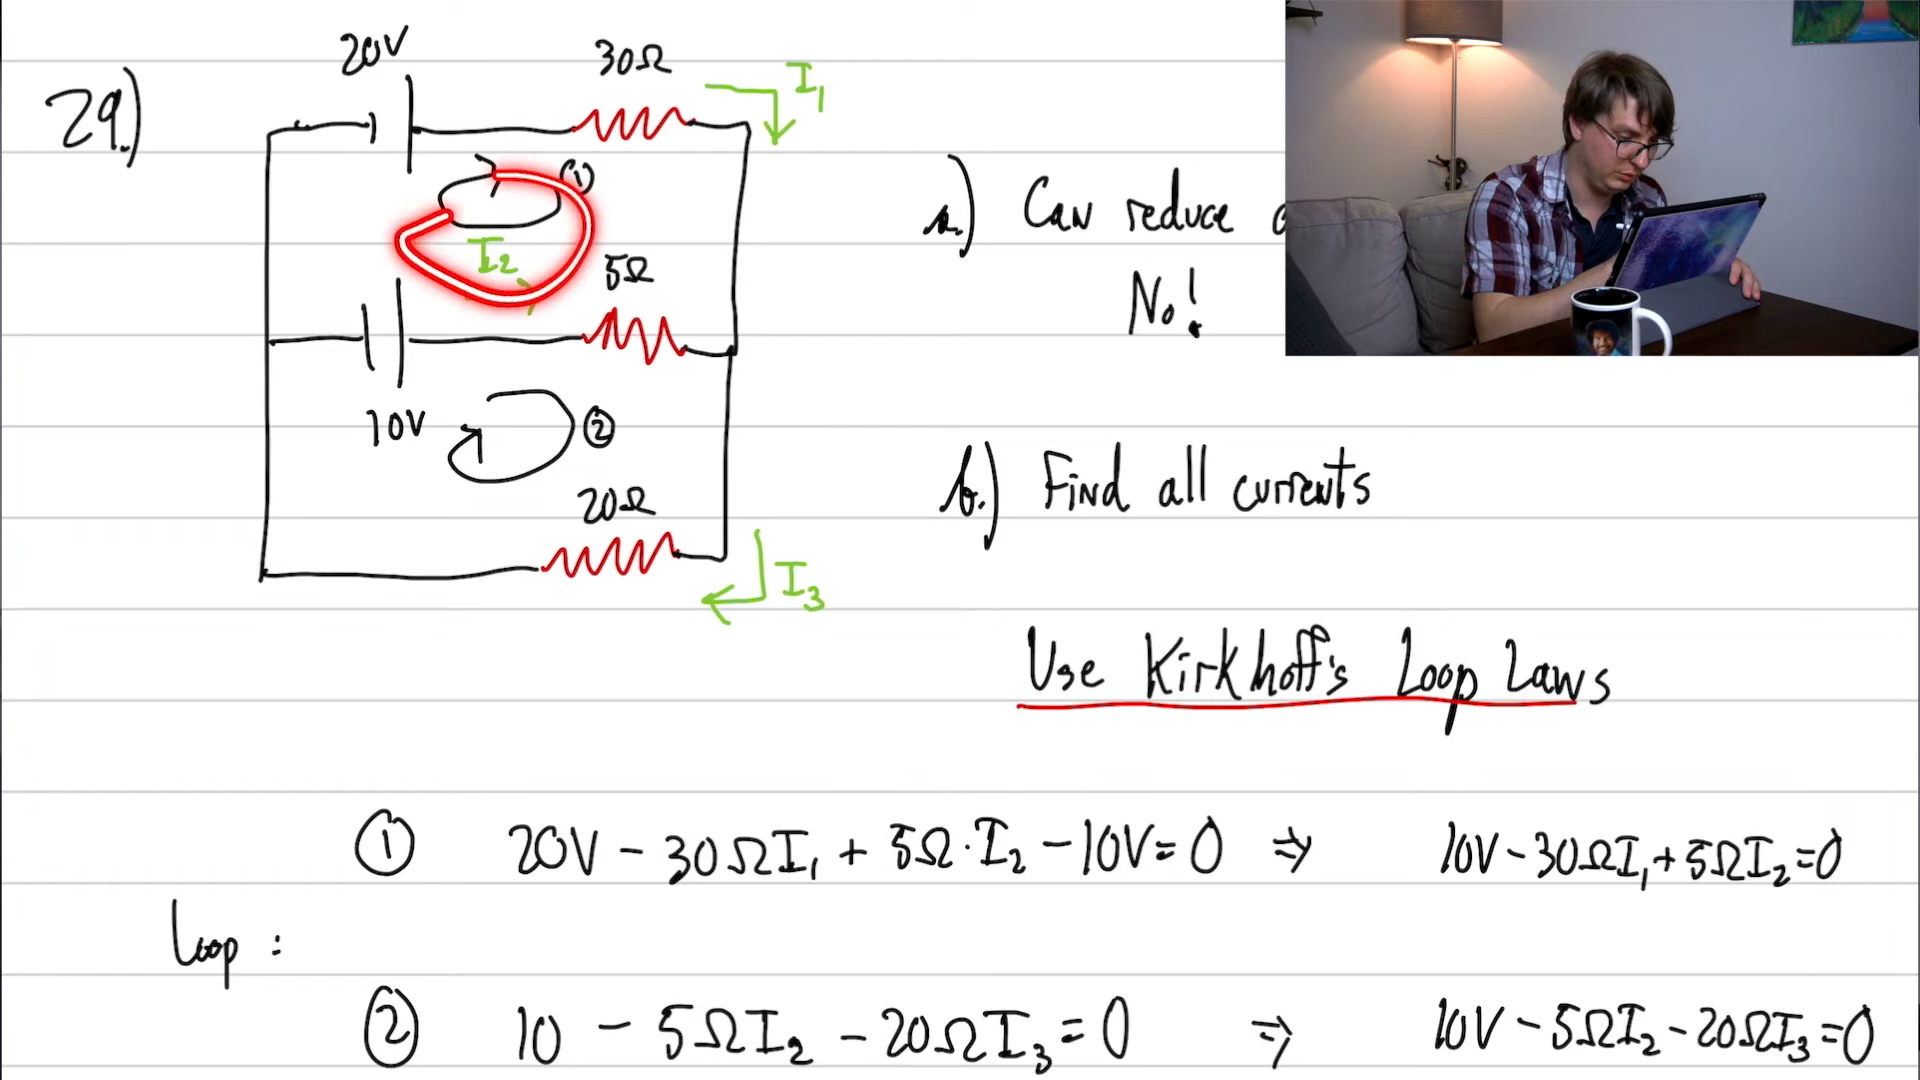 29.)
20V
30Ω
I₁
①
I₂
5Ω
10V
②
20Ω
I₃
a.) Can reduce
No!
b.) Find all currents
Use Kirkhoff's Loop Laws
① 20V - 30ΩI₁ + 5Ω·I₂ - 10V = 0 ⇒ 10V - 30ΩI₁ + 5ΩI₂ = 0
Loop :
② 10 - 5ΩI₂ - 20ΩI₃ = 0 ⇒ 10V - 5ΩI₂ - 20ΩI₃ = 0